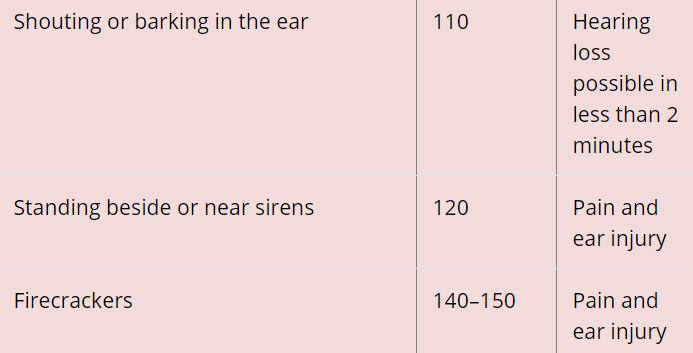 Shouting or barking in the ear 110 Hearing
loss
possible in
less than 2
minutes
Standing beside or near sirens 120 Pain and
ear injury
Firecrackers 140–150 Pain and
ear injury